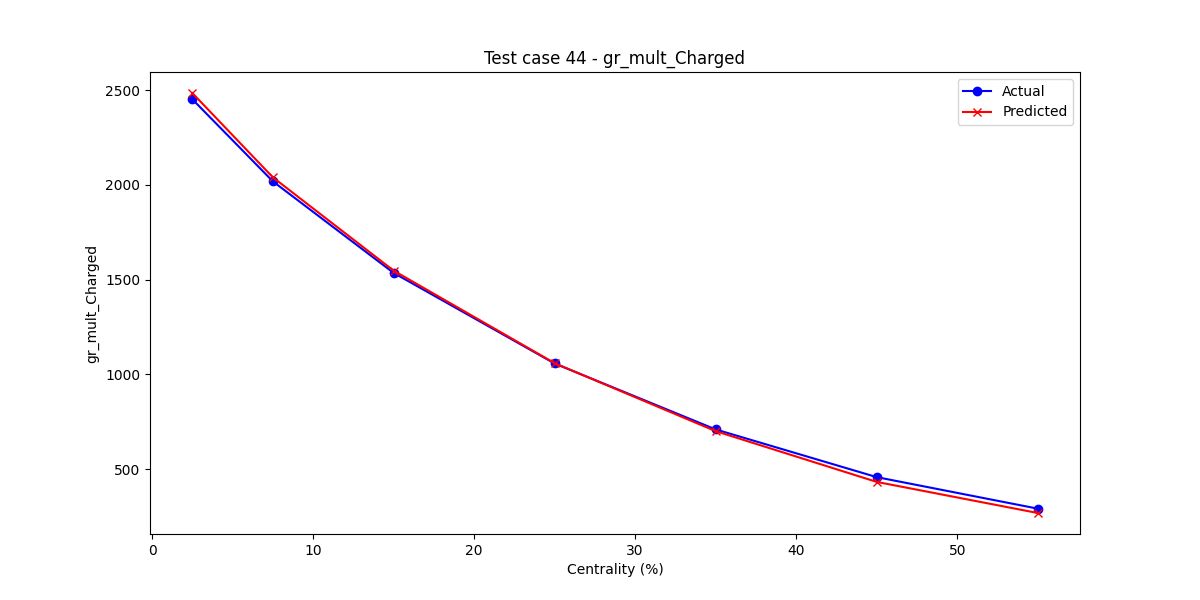 Test case 44 - gr_mult_Charged
Actual
Predicted
gr_mult_Charged
2500
2000
1500
1000
500
0
10
20
30
40
50
Centrality (%)